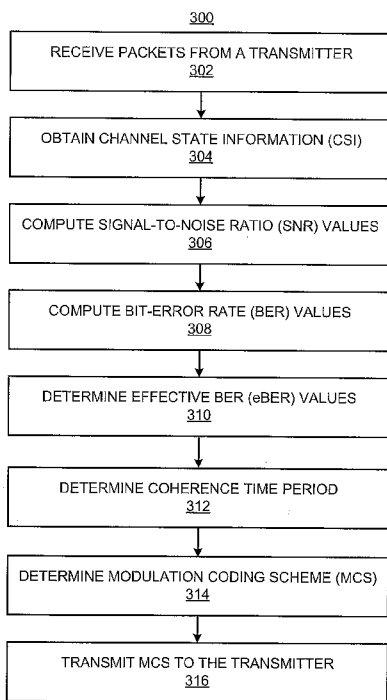 300
RECEIVE PACKETS FROM A TRANSMITTER
302
OBTAIN CHANNEL STATE INFORMATION (CSI)
304
COMPUTE SIGNAL-TO-NOISE RATIO (SNR) VALUES
306
COMPUTE BIT-ERROR RATE (BER) VALUES
308
DETERMINE EFFECTIVE BER (eBER) VALUES
310
DETERMINE COHERENCE TIME PERIOD
312
DETERMINE MODULATION CODING SCHEME (MCS)
314
TRANSMIT MCS TO THE TRANSMITTER
316